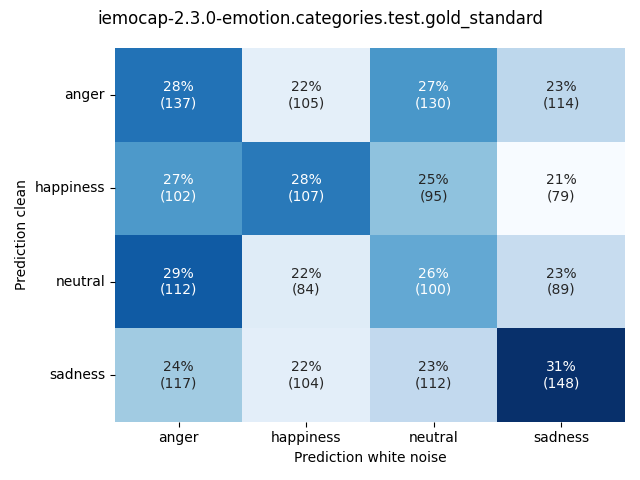 iemocap-2.3.0-emotion.categories.test.gold_standard
Prediction clean
anger
28%
(137)
22%
(105)
27%
(130)
23%
(114)
happiness
27%
(102)
28%
(107)
25%
(95)
21%
(79)
neutral
29%
(112)
22%
(84)
26%
(100)
23%
(89)
sadness
24%
(117)
22%
(104)
23%
(112)
31%
(148)
anger
happiness
neutral
sadness
Prediction white noise